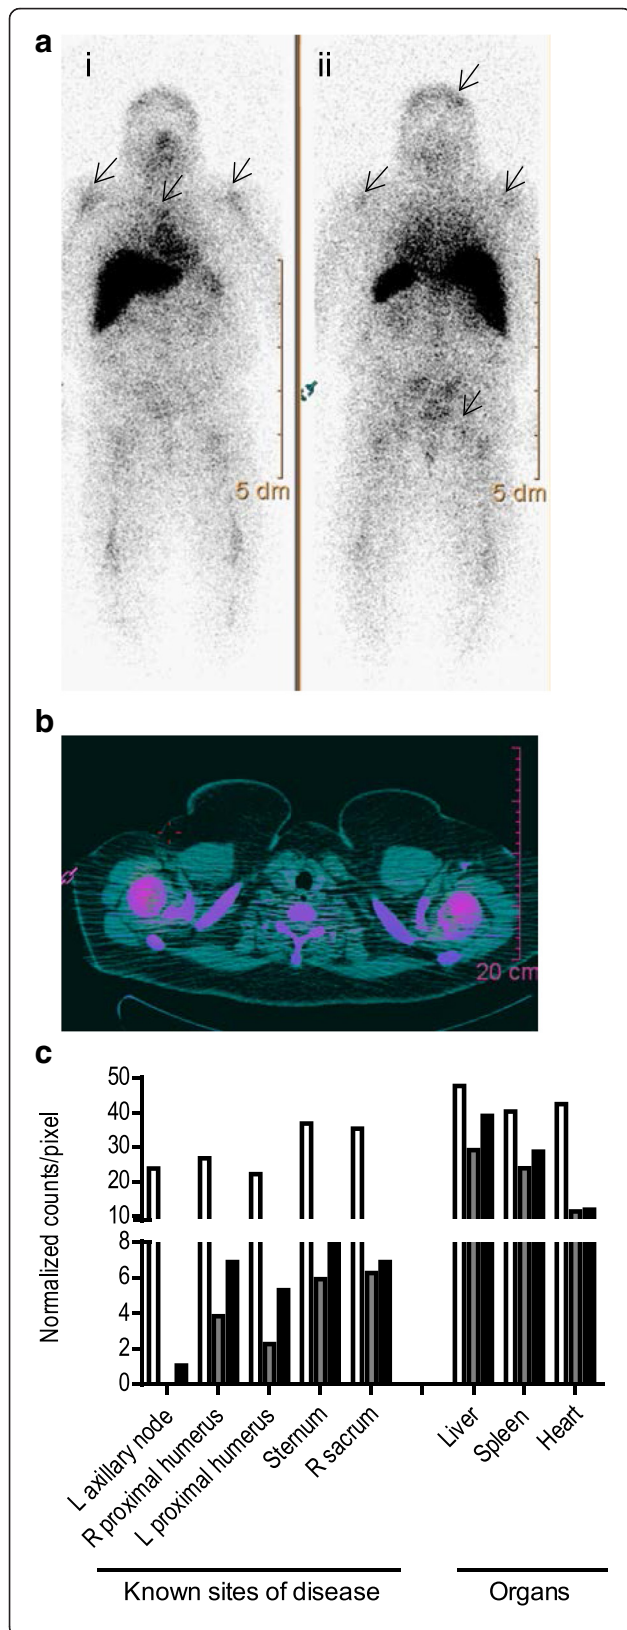 a
i
ii
5 dm
5 dm
b
20 cm
c
Normalized counts/pixel
50
40
30
20
10
8
6
4
2
0
L axillary node
R proximal humerus
L proximal humerus
Sternum
R sacrum
Liver
Spleen
Heart
Known sites of disease
Organs